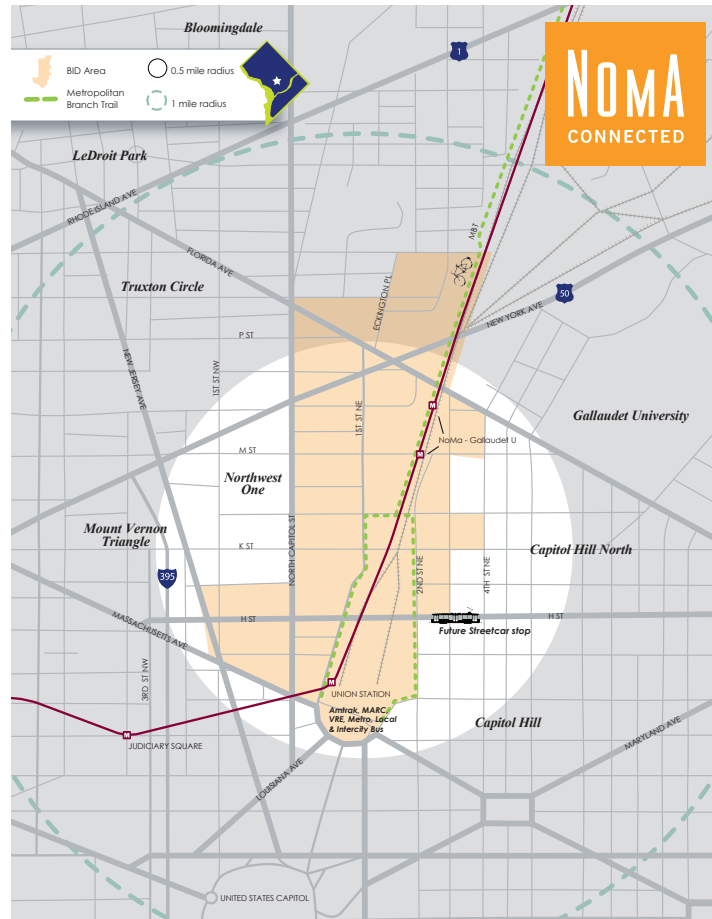 Bloomingdale
BID Area
0.5 mile radius
Metropolitan
Branch Trail
1 mile radius
1
NOMA
CONNECTED
LeDroit Park
RHODE ISLAND AVE
FLORIDA AVE
MBT
Truxton Circle
ECKINGTON PL
50
NEW YORK AVE
P ST
NEW JERSEY AVE
1ST ST NW
1ST ST NE
Gallaudet University
M
NoMa - Gallaudet U
M ST
M
Northwest
One
Mount Vernon
Triangle
K ST
NORTH CAPITOL ST
Capitol Hill North
395
2ND ST NE
4TH ST NE
MASSACHUSETTS AVE
H ST
H ST
Future Streetcar stop
3RD ST NW
M
UNION STATION
Amtrak, MARC,
VRE, Metro, Local
& Intercity Bus
Capitol Hill
M
JUDICIARY SQUARE
MARYLAND AVE
LOUISIANA AVE
UNITED STATES CAPITOL